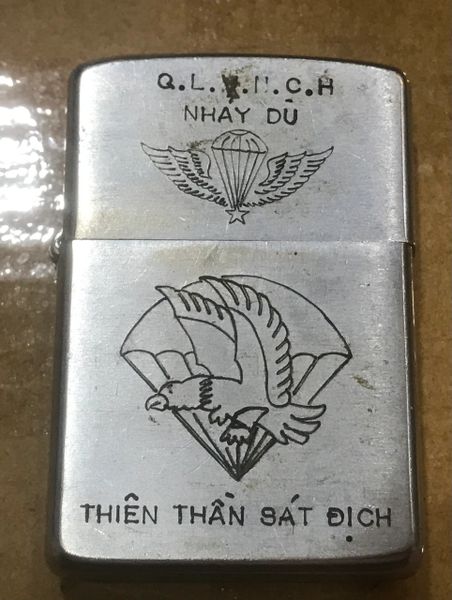 Q.L.V.N.C.H
NHẢY DÙ
THIÊN THẦN SÁT ĐỊCH